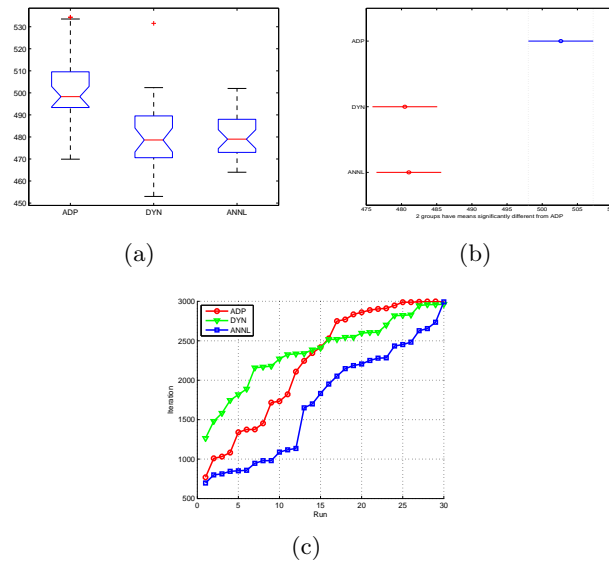 530
520
510
500
490
480
470
460
450
ADP DYN ANNL
(a)
ADP
DYN
ANNL
475 480 485 490 495 500 505
2 groups have means significantly different from ADP
(b)
3000
2500
2000
1500
1000
500
Iteration
ADP
DYN
ANNL
0 5 10 15 20 25 30
Run
(c)